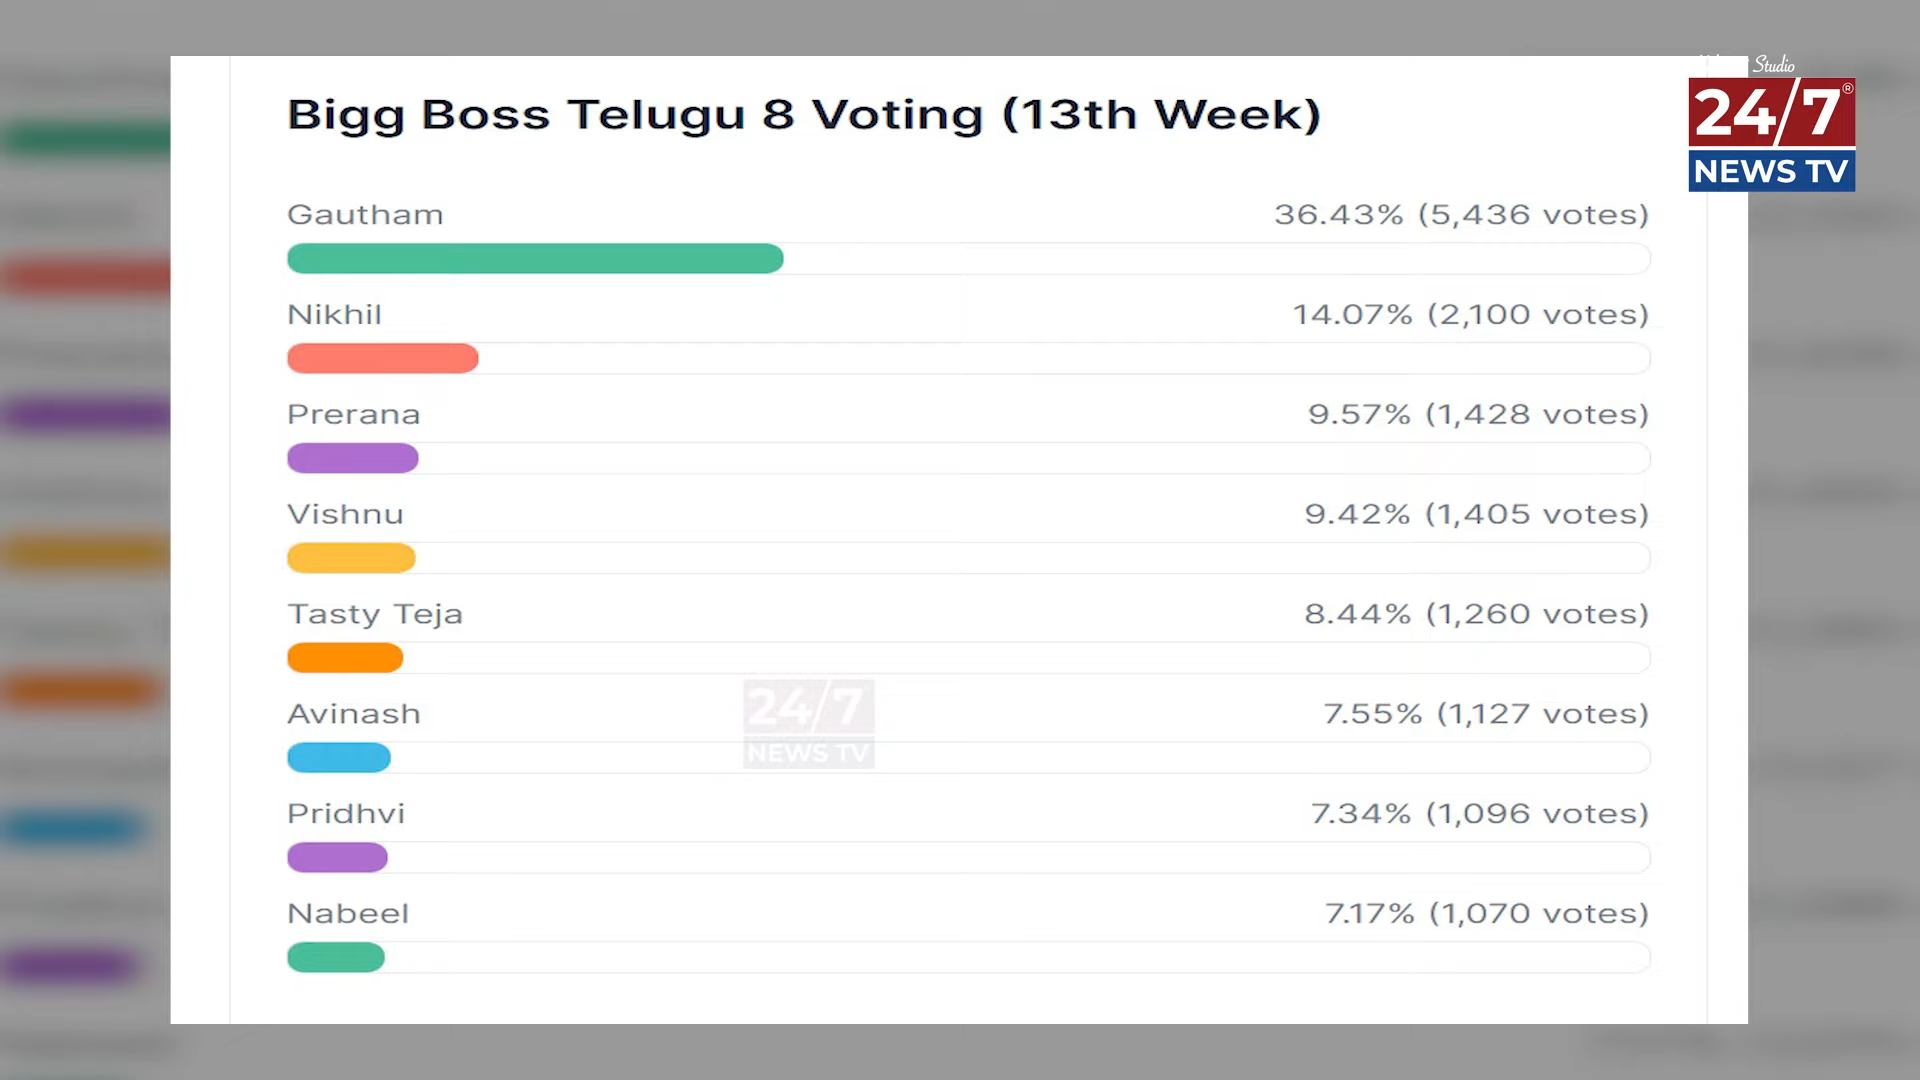 Studio
24/7®
NEWS TV
Bigg Boss Telugu 8 Voting (13th Week)
Gautham 36.43% (5,436 votes)
Nikhil 14.07% (2,100 votes)
Prerana 9.57% (1,428 votes)
Vishnu 9.42% (1,405 votes)
Tasty Teja 8.44% (1,260 votes)
Avinash 7.55% (1,127 votes)
24/7
NEWS TV
Pridhvi 7.34% (1,096 votes)
Nabeel 7.17% (1,070 votes)